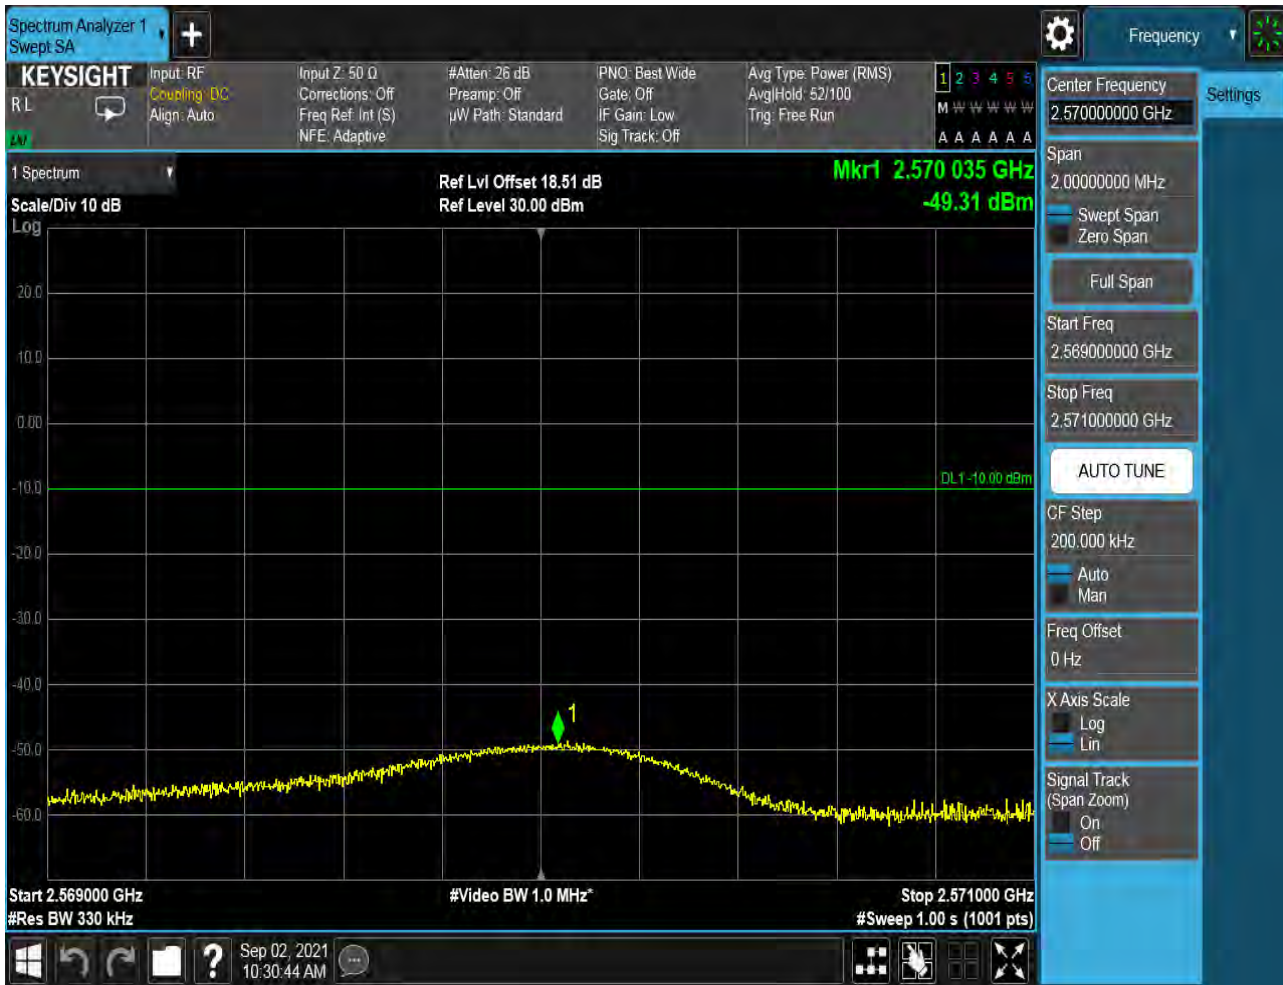 Spectrum Analyzer 1
Swept SA
Frequency
KEYSIGHT
R L
LXI
Input: RF
Coupling: DC
Align: Auto
Input Z: 50 Ω
Corrections: Off
Freq Ref: Int (S)
NFE: Adaptive
#Atten: 26 dB
Preamp: Off
µW Path: Standard
PNO: Best Wide
Gate: Off
IF Gain: Low
Sig Track: Off
Avg Type: Power (RMS)
Avg|Hold: 52/100
Trig: Free Run
1 2 3 4 5 6
M W W W W W
A A A A A A
1 Spectrum
Scale/Div 10 dB
Ref Lvl Offset 18.51 dB
Ref Level 30.00 dBm
Mkr1 2.570 035 GHz
-49.31 dBm
Log
20.0
10.0
0.00
-10.0
-20.0
-30.0
-40.0
-50.0
-60.0
DL1 -10.00 dBm
1
Start 2.569000 GHz
#Res BW 330 kHz
#Video BW 1.0 MHz*
Stop 2.571000 GHz
#Sweep 1.00 s (1001 pts)
Sep 02, 2021
10:30:44 AM
?
Center Frequency
2.570000000 GHz
Settings
Span
2.00000000 MHz
Swept Span
Zero Span
Full Span
Start Freq
2.569000000 GHz
Stop Freq
2.571000000 GHz
AUTO TUNE
CF Step
200.000 kHz
Auto
Man
Freq Offset
0 Hz
X Axis Scale
Log
Lin
Signal Track
(Span Zoom)
On
Off